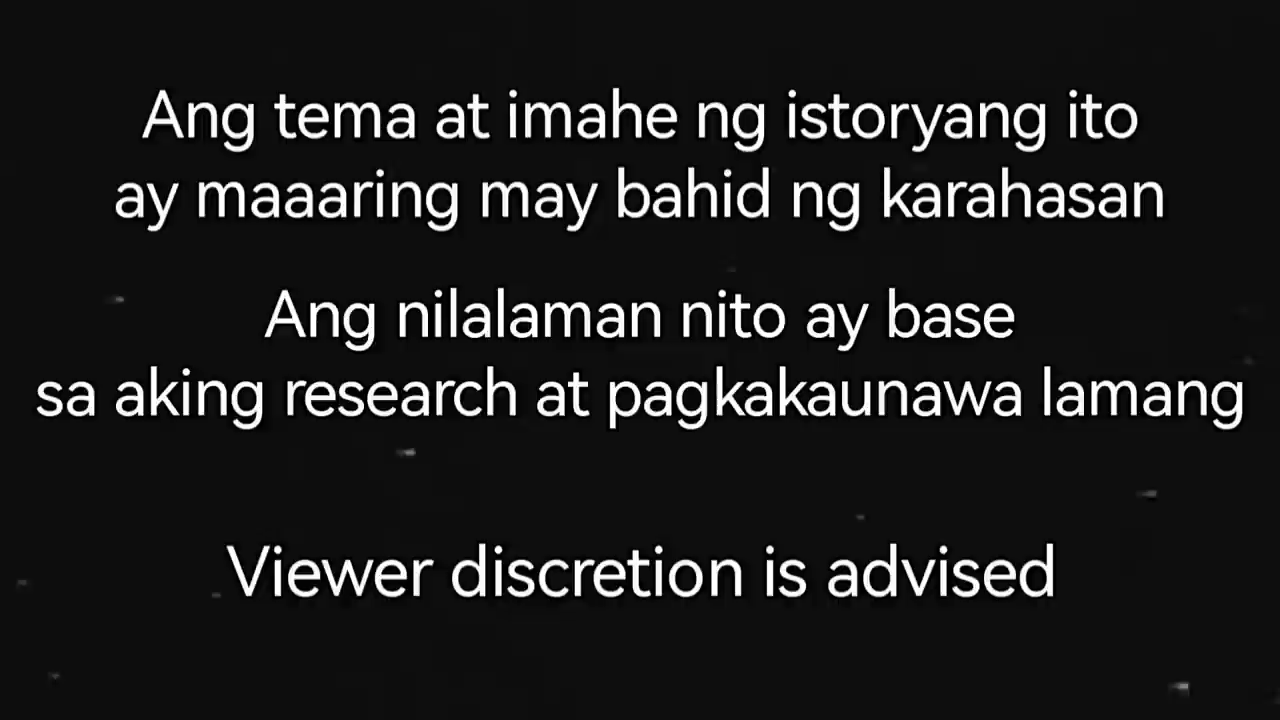 Ang tema at imahe ng istoryang ito
ay maaaring may bahid ng karahasan
Ang nilalaman nito ay base
sa aking research at pagkakaunawa lamang
Viewer discretion is advised